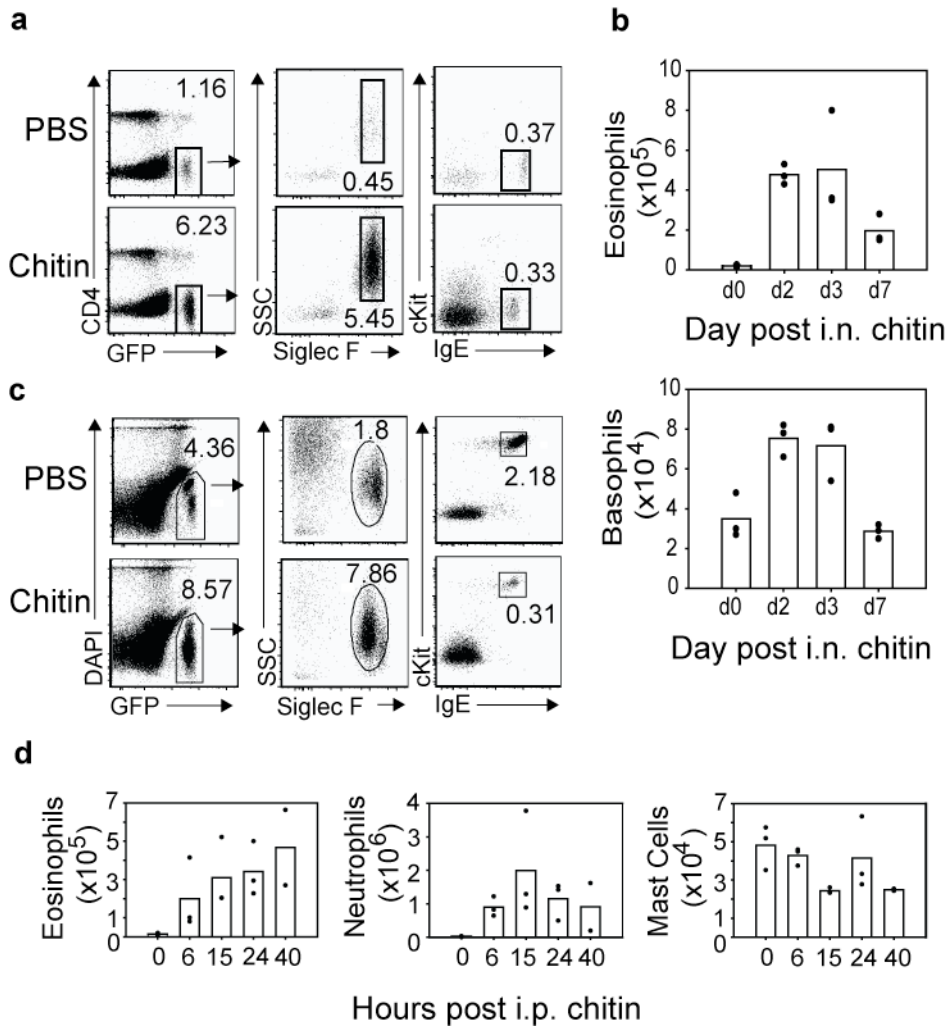 a
PBS
Chitin
CD4
GFP
1.16
6.23
SSC
Siglec F
0.45
5.45
cKit
IgE
0.37
0.33
b
Eosinophils
(x10⁵)
10
8
6
4
2
0
d0 d2 d3 d7
Day post i.n. chitin
Basophils
(x10⁴)
10
8
6
4
2
0
d0 d2 d3 d7
Day post i.n. chitin
c
PBS
Chitin
DAPI
GFP
4.36
8.57
SSC
Siglec F
1.8
7.86
cKit
IgE
2.18
0.31
d
Eosinophils
(x10⁵)
7
5
3
1
0
0 6 15 24 40
Neutrophils
(x10⁶)
4
3
2
1
0
0 6 15 24 40
Mast Cells
(x10⁴)
7
5
3
1
0
0 6 15 24 40
Hours post i.p. chitin